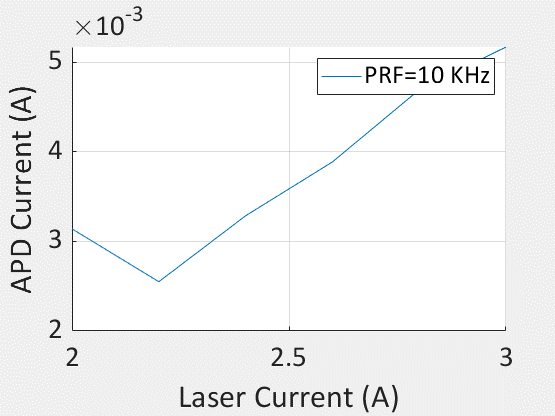 ×10-3
5
4
3
2
2 2.5 3
APD Current (A)
Laser Current (A)
PRF=10 KHz